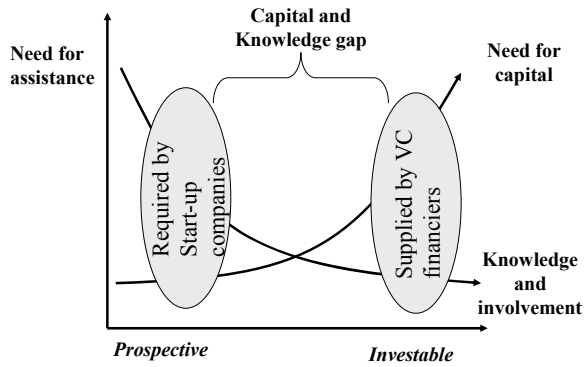 Capital and
Knowledge gap
Need for
assistance
Need for
capital
Required by
Start-up
companies
Supplied by VC
financiers
Knowledge
and
involvement
Prospective
Investable